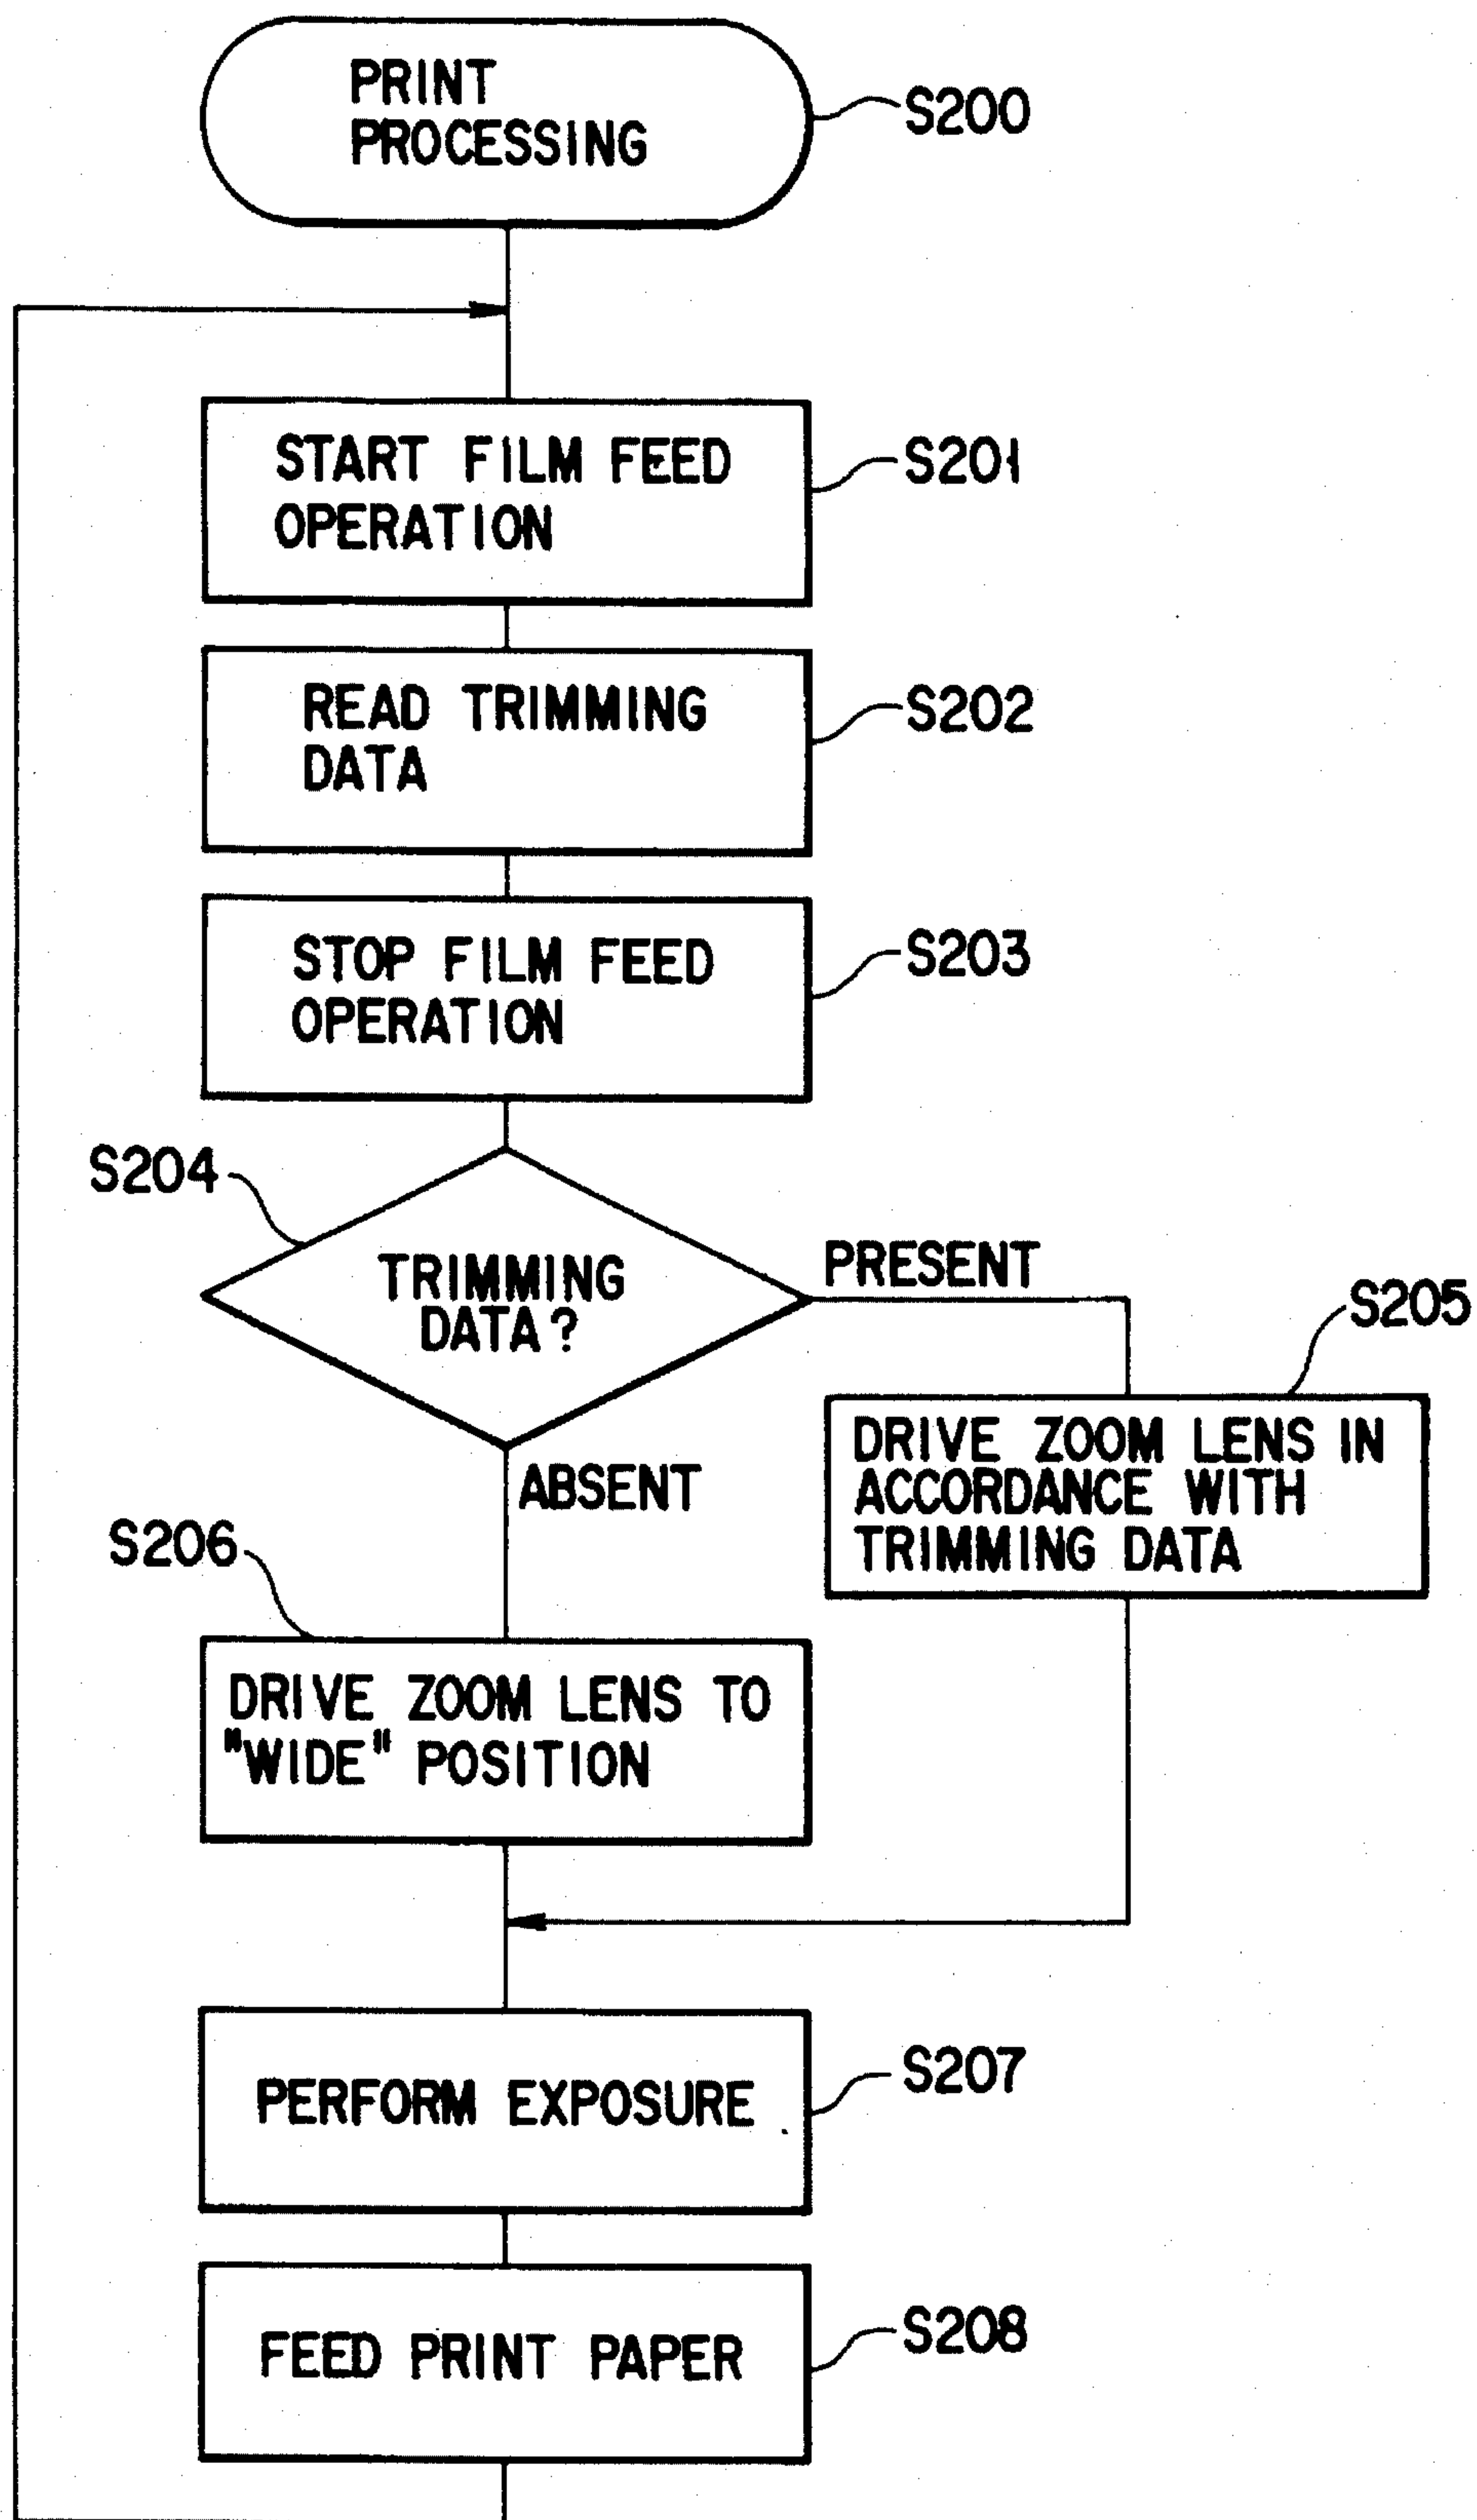 PRINT
PROCESSING
S200
START FILM FEED
OPERATION
S201
READ TRIMMING
DATA
S202
STOP FILM FEED
OPERATION
S203
S204
TRIMMING
DATA?
PRESENT
S205
DRIVE ZOOM LENS IN
ACCORDANCE WITH
TRIMMING DATA
ABSENT
S206
DRIVE ZOOM LENS TO
"WIDE" POSITION
PERFORM EXPOSURE
S207
FEED PRINT PAPER
S208